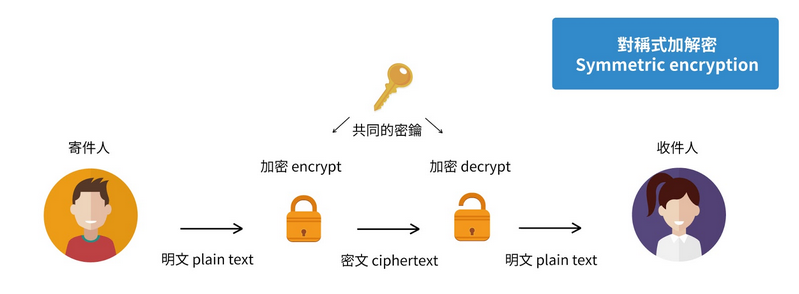 對稱式加解密
Symmetric encryption
共同的密鑰
寄件人
收件人
加密 encrypt
加密 decrypt
明文 plain text
密文 ciphertext
明文 plain text